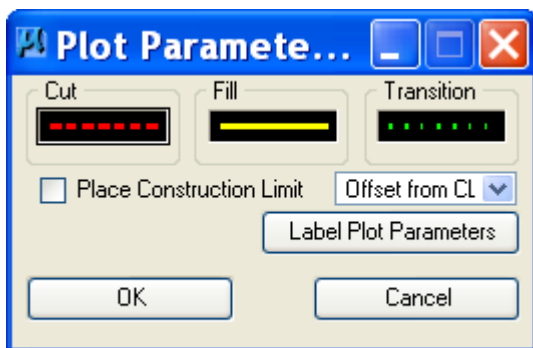 Plot Paramete...
Cut Fill Transition
Place Construction Limit Offset from CL
Label Plot Parameters
OK Cancel